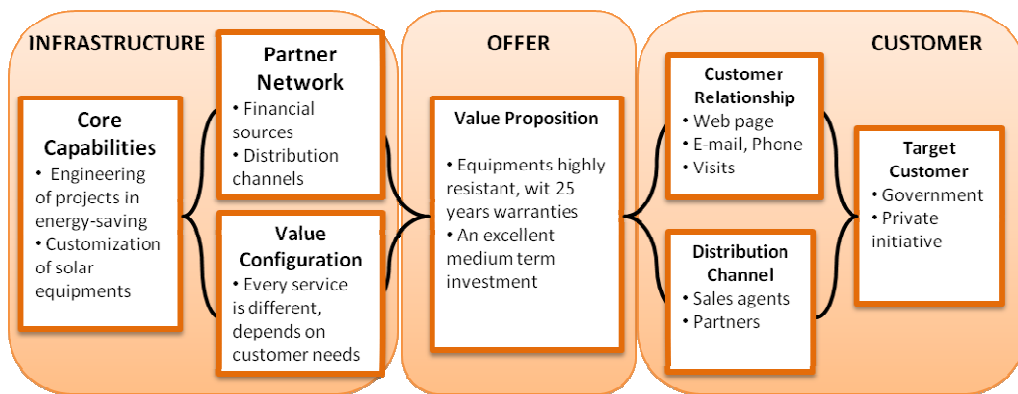 INFRASTRUCTURE
Core
Capabilities
• Engineering
of projects in
energy-saving
• Customization
of solar
equipments
Partner
Network
• Financial
sources
• Distribution
channels
Value
Configuration
• Every service
is different,
depends on
customer needs
OFFER
Value Proposition
• Equipments highly
resistant, wit 25
years warranties
• An excellent
medium term
investment
CUSTOMER
Customer
Relationship
• Web page
• E-mail, Phone
• Visits
Distribution
Channel
• Sales agents
• Partners
Target
Customer
• Government
• Private
initiative